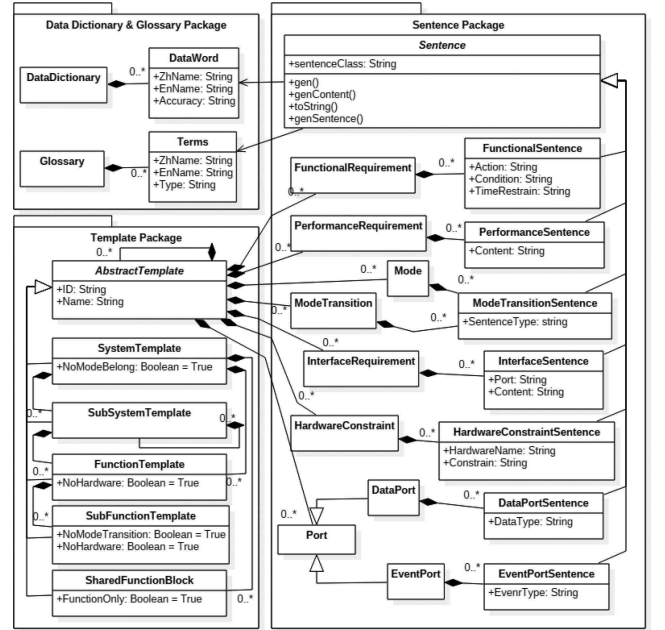 Data Dictionary & Glossary Package
DataDictionary
0..*
DataWord
+ZhName: String
+EnName: String
+Accuracy: String
Glossary
0..*
Terms
+ZhName: String
+EnName: String
+Type: String
Template Package
0..*
AbstractTemplate
+ID: String
+Name: String
SystemTemplate
+NoModeBelong: Boolean = True
0..*
SubSystemTemplate
0..*
FunctionTemplate
+NoHardware: Boolean = True
0..*
0..*
SubFunctionTemplate
+NoModeTransition: Boolean = True
+NoHardware: Boolean = True
0..*
SharedFunctionBlock
+FunctionOnly: Boolean = True
0..*
Sentence Package
Sentence
+sentenceClass: String
+gen()
+genContent()
+toString()
+genSentence()
FunctionalRequirement
0..*
0..*
FunctionalSentence
+Action: String
+Condition: String
+TimeRestrain: String
PerformanceRequirement
0..*
0..*
PerformanceSentence
+Content: String
0..*
Mode
0..*
ModeTransition
0..*
0..*
ModeTransitionSentence
+SentenceType: string
0..*
InterfaceRequirement
0..*
InterfaceSentence
+Port: String
+Content: String
0..*
HardwareConstraint
0..*
HardwareConstraintSentence
+HardwareName: String
+Constrain: String
DataPort
0..*
DataPortSentence
+DataType: String
0..*
Port
EventPort
0..*
EventPortSentence
+EvenrType: String